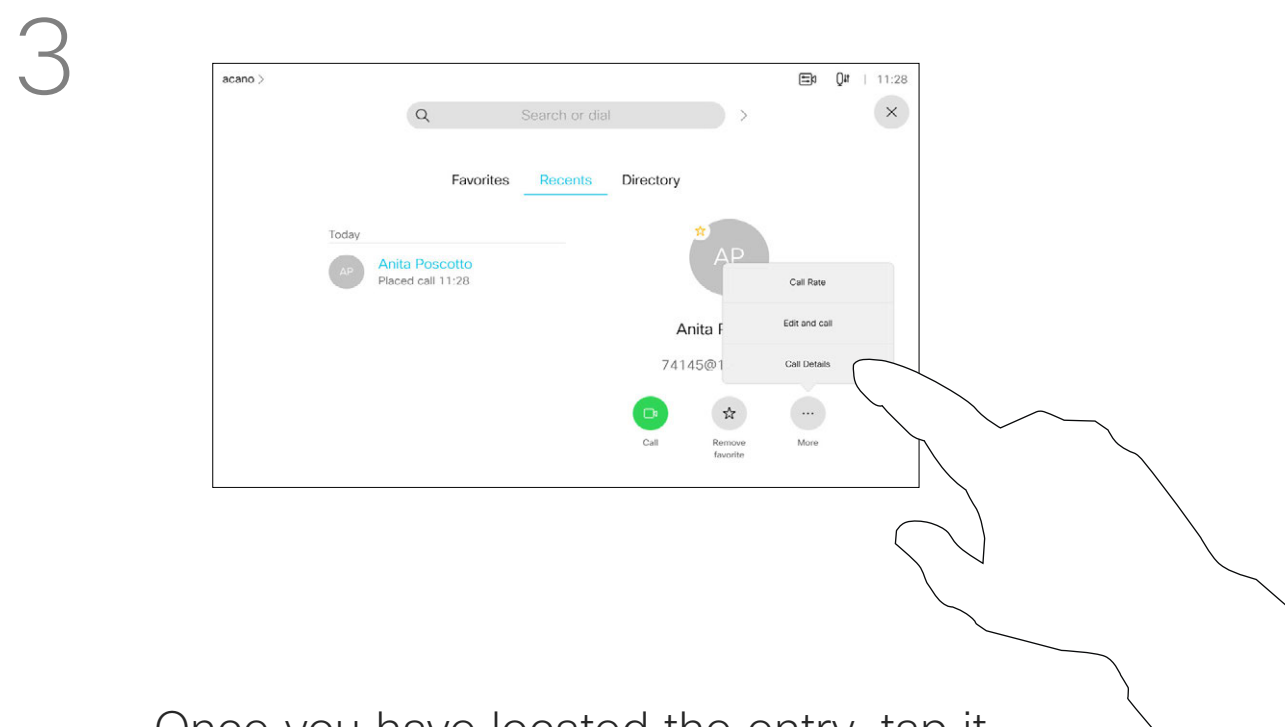 3
acano >
11:28
Search or dial >
Favorites Recents Directory
Today
AP
Anita Poscotto
Placed call 11:28
AP
Anita
74145@1
Call Rate
Edit and call
Call Details
Call
Remove
favorite
More
Once you have located the entry, tap it